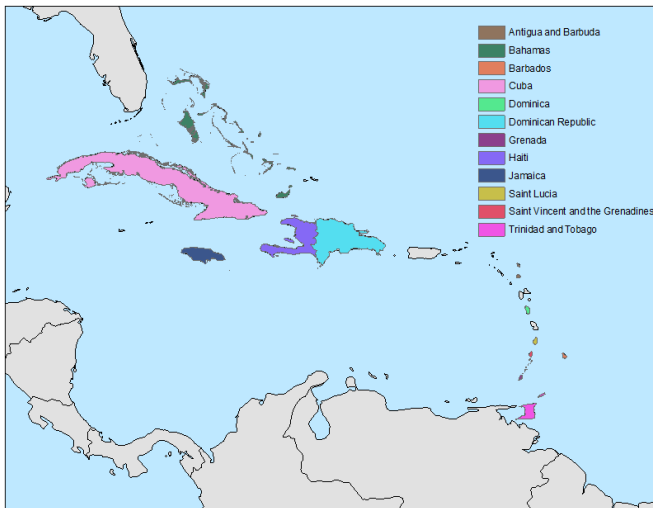 Antigua and Barbuda
Bahamas
Barbados
Cuba
Dominica
Dominican Republic
Grenada
Haiti
Jamaica
Saint Lucia
Saint Vincent and the Grenadines
Trinidad and Tobago